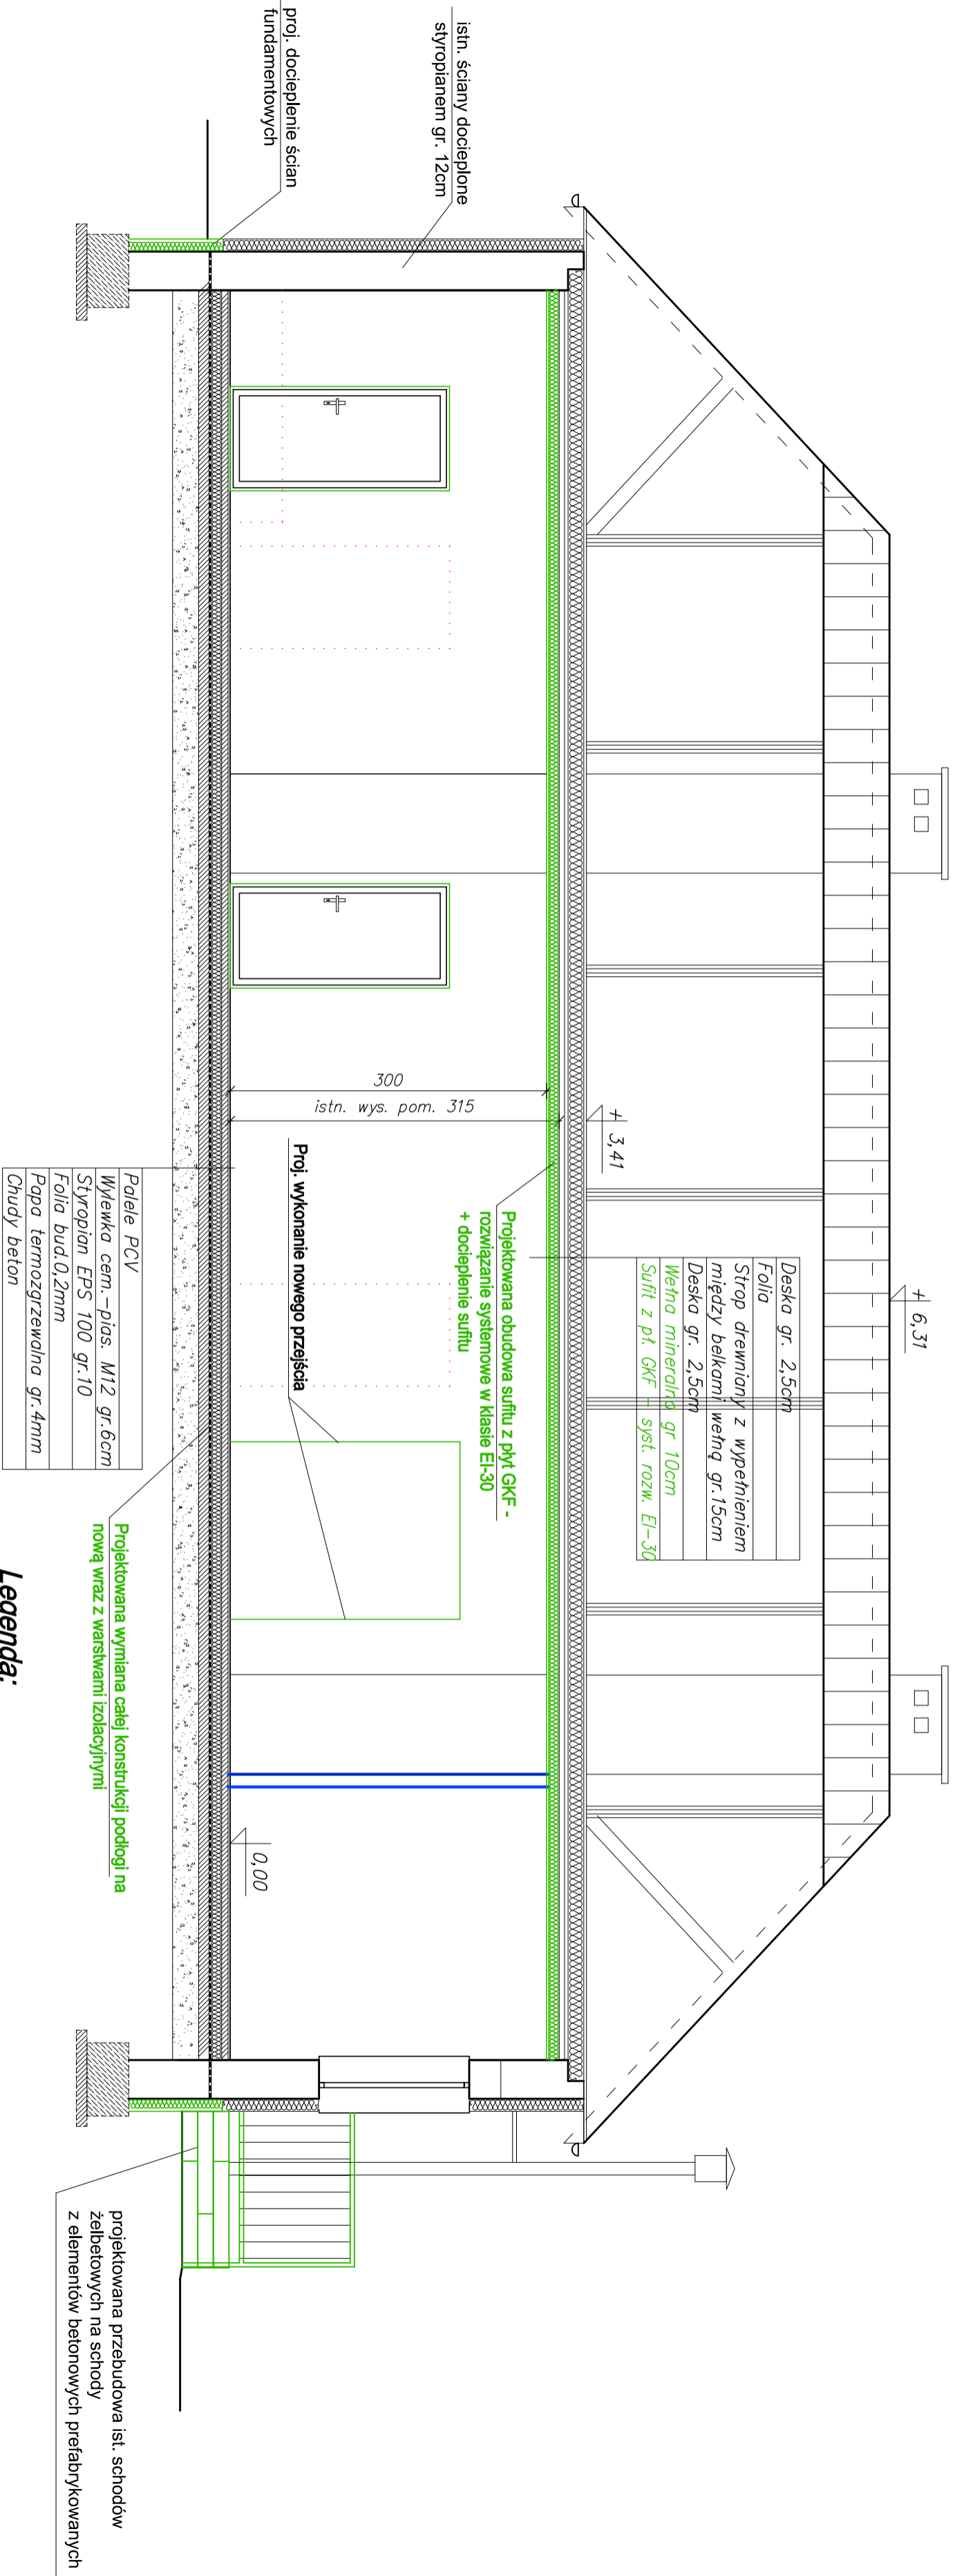 + 6,31
+ 3,41
Deska gr. 2,5cm
Folia
Strop drewniany z wypełnieniem
między belkami wełną gr.15cm
Deska gr. 2,5cm
Wełna mineralna gr 10cm
Sufit z pł. GKF - syst. rozw. EI-30
istn. ściany docieplone
styropianem gr. 12cm
Projektowana obudowa sufitu z płyt GKF -
rozwiązanie systemowe w klasie EI-30
+ docieplenie sufitu
300
istn. wys. pom. 315
proj. docieplenie ścian
fundamentowych
Proj. wykonanie nowego przejścia
0,00
Palele PCV
Wylewka cem.-pias. M12 gr.6cm
Styropian EPS 100 gr.10
Folia bud.0,2mm
Papa termozgrzewalna gr.4mm
Chudy beton
Projektowana wymiana całej konstrukcji podłogi na
nową wraz z warstwami izolacyjnymi
projektowana przebudowa ist. schodów
żelbetowych na schody
z elementów betonowych prefabrykowanych
Legenda: